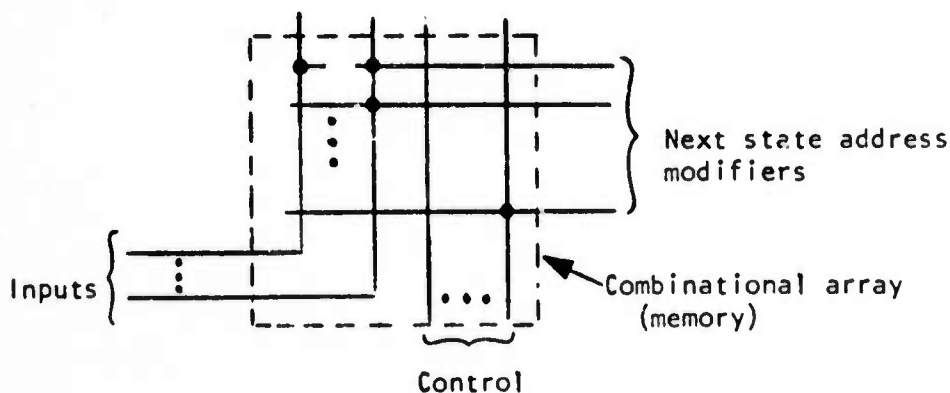 Next state address
modifiers
Inputs
Combinational array
(memory)
Control